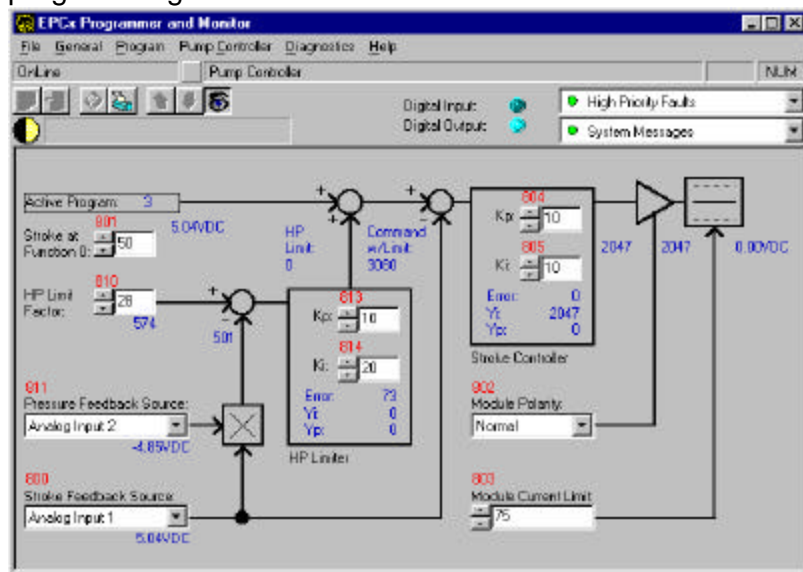 EPCx Programmer and Monitor
File General Program Pump Controller Diagnostics Help
OnLine Pump Controller NUM
Digital Input: High Priority Faults
Digital Output: System Messages
Active Program: 3
5.04VDC
801
Stroke at Function 0: 50
810
HP Limit Factor: 28
574
501
HP Limit: 0
Command w/Limit: 3080
813
Kp: 10
814
Ki: 20
Error: 73
Yi: 0
Yp: 0
HP Limiter
804
Kp: 10
805
Ki: 10
Error: 0
Yi: 2047
Yp: 0
Stroke Controller
2047 2047 0.00VDC
811
Pressure Feedback Source:
Analog Input 2
-4.85VDC
800
Stroke Feedback Source:
Analog Input 1
5.04VDC
802
Module Polarity:
Normal
803
Module Current Limit
75